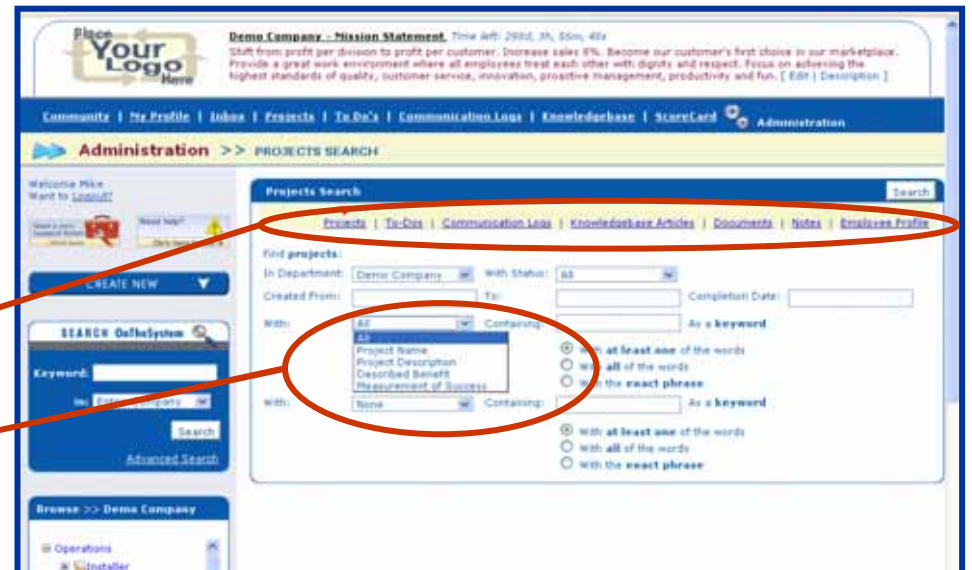 Place
Your
Logo
Here
Demo Company - Mission Statement, Time left: 298d, 3h, 56m, 40s
Shift from profit per division to profit per customer. Increase sales 8%. Become our customer's first choice in our marketplace.
Provide a great work environment where all employees treat each other with dignity and respect. Focus on achieving the
highest standards of quality, customer service, innovation, proactive management, productivity and fun. [ Edit | Description ]
Community | My Profile | Inbox | Projects | To Do's | Communication Logs | Knowledgebase | ScoreCard Administration
Administration >> PROJECTS SEARCH
Welcome Mike
Want to Logout?
Need help?
CREATE NEW
SEARCH OnTheSystem
Keyword:
In: Entire Company
Search
Advanced Search
Browse >> Demo Company
Operations
Installer
Projects Search Search
Projects | To-Dos | Communication Logs | Knowledgebase Articles | Documents | Notes | Employee Profile
Find projects:
In Department: Demo Company With Status: All
Created From: To: Completion Date:
With: All Containing: As a keyword
All
Project Name
Project Description
Described Benefit
Measurement of Success
With at least one of the words
With all of the words
With the exact phrase
With: None Containing: As a keyword
With at least one of the words
With all of the words
With the exact phrase